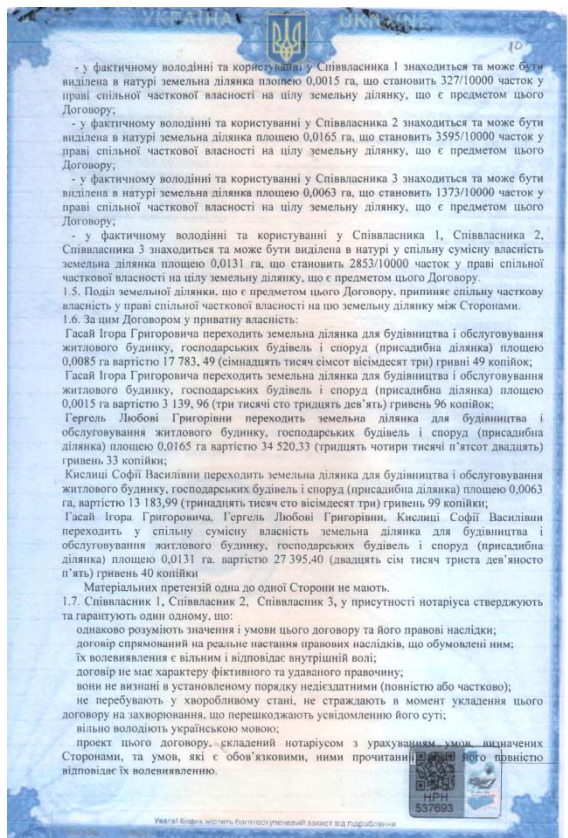 УКРАЇНА UKRAINE
10
- у фактичному володінні та користуванні у Співвласника 1 знаходиться та може бути
виділена в натурі земельна ділянка площею 0,0015 га, що становить 327/10000 часток у
праві спільної часткової власності на цілу земельну ділянку, що є предметом цього
Договору;
- у фактичному володінні та користуванні у Співвласника 2 знаходиться та може бути
виділена в натурі земельна ділянка площею 0,0165 га, що становить 3595/10000 часток у
праві спільної часткової власності на цілу земельну ділянку, що є предметом цього
Договору;
- у фактичному володінні та користуванні у Співвласника 3 знаходиться та може бути
виділена в натурі земельна ділянка площею 0,0063 га, що становить 1373/10000 часток у
праві спільної часткової власності на цілу земельну ділянку, що є предметом цього
Договору;
- у фактичному володінні та користуванні у Співвласника 1, Співвласника 2,
Співвласника 3 знаходиться та може бути виділена в натурі у спільну сумісну власність
земельна ділянка площею 0,0131 га, що становить 2853/10000 часток у праві спільної
часткової власності на цілу земельну ділянку, що є предметом цього Договору.
1.5. Поділ земельної ділянки, що є предметом цього Договору, припиняє спільну часткову
власність у праві спільної часткової власності на цю земельну ділянку між Сторонами.
1.6. За цим Договором у приватну власність:
Гасай Ігора Григоровича переходить земельна ділянка для будівництва і обслуговування
житлового будинку, господарських будівель і споруд (присадибна ділянка) площею
0,0085 га вартістю 17 783, 49 (сімнадцять тисяч сімсот вісімдесят три) гривні 49 копійок;
Гасай Ігора Григоровича переходить земельна ділянка для будівництва і обслуговування
житлового будинку, господарських будівель і споруд (присадибна ділянка) площею
0,0015 га вартістю 3 139, 96 (три тисячі сто тридцять дев’ять) гривень 96 копійок;
Гергель Любові Григорівни переходить земельна ділянка для будівництва і
обслуговування житлового будинку, господарських будівель і споруд (присадибна
ділянка) площею 0,0165 га вартістю 34 520,33 (тридцять чотири тисячі п’ятсот двадцять)
гривень 33 копійки;
Кислиці Софії Василівни переходить земельна ділянка для будівництва і обслуговування
житлового будинку, господарських будівель і споруд (присадибна ділянка) площею 0,0063
га, вартістю 13 183,99 (тринадцять тисяч сто вісімдесят три) гривень 99 копійки;
Гасай Ігора Григоровича, Гергель Любові Григорівни, Кислиці Софії Василівни
переходить у спільну сумісну власність земельна ділянка для будівництва і
обслуговування житлового будинку, господарських будівель і споруд (присадибна
ділянка) площею 0,0131 га. вартістю 27 395,40 (двадцять сім тисяч триста дев’яносто
п’ять) гривень 40 копійки
Матеріальних претензій одна до одної Сторони не мають.
1.7. Співвласник 1, Співвласник 2, Співвласник 3, у присутності нотаріуса стверджують
та гарантують один одному, що:
однаково розуміють значення і умови цього договору та його правові наслідки;
договір спрямований на реальне настання правових наслідків, що обумовлені ним;
їх волевиявлення є вільним і відповідає внутрішній волі;
договір не має характеру фіктивного та удаваного правочину;
вони не визнані в установленому порядку недієздатними (повністю або частково);
не перебувають у хворобливому стані, не страждають в момент укладення цього
договору на захворювання, що перешкоджають усвідомленню його суті;
вільно володіють українською мовою;
проект цього договору, складений нотаріусом з урахуванням умов, визначених
Сторонами, та умов, які є обов’язковими, ними прочитаний його повністю
відповідає їх волевиявленню.
НРН
537693
Увага! Бланк містить багатоступеневий захист від підроблення